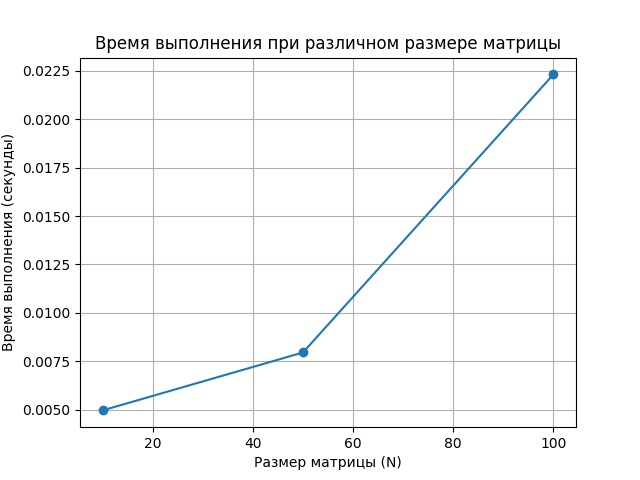 Время выполнения при различном размере матрицы
Время выполнения (секунды)
0.0225
0.0200
0.0175
0.0150
0.0125
0.0100
0.0075
0.0050
20 40 60 80 100
Размер матрицы (N)